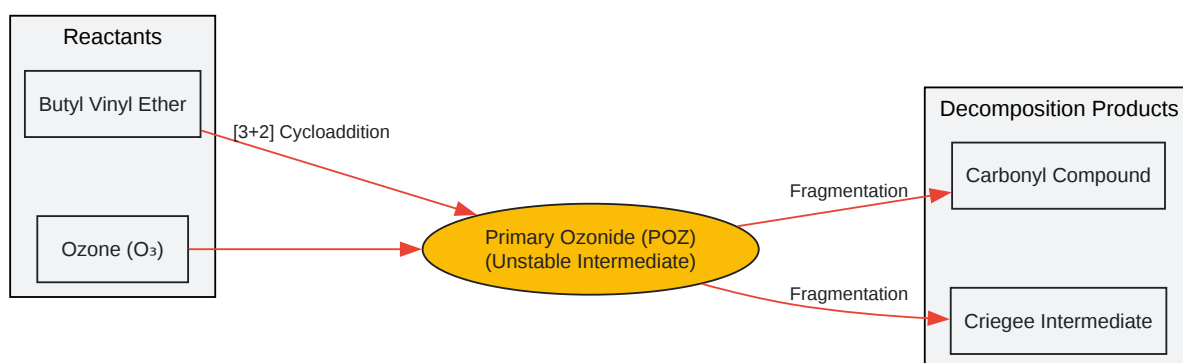 Reactants
Butyl Vinyl Ether
Ozone (O₃)
[3+2] Cycloaddition
Primary Ozonide (POZ)
(Unstable Intermediate)
Fragmentation
Fragmentation
Decomposition Products
Carbonyl Compound
Criegee Intermediate